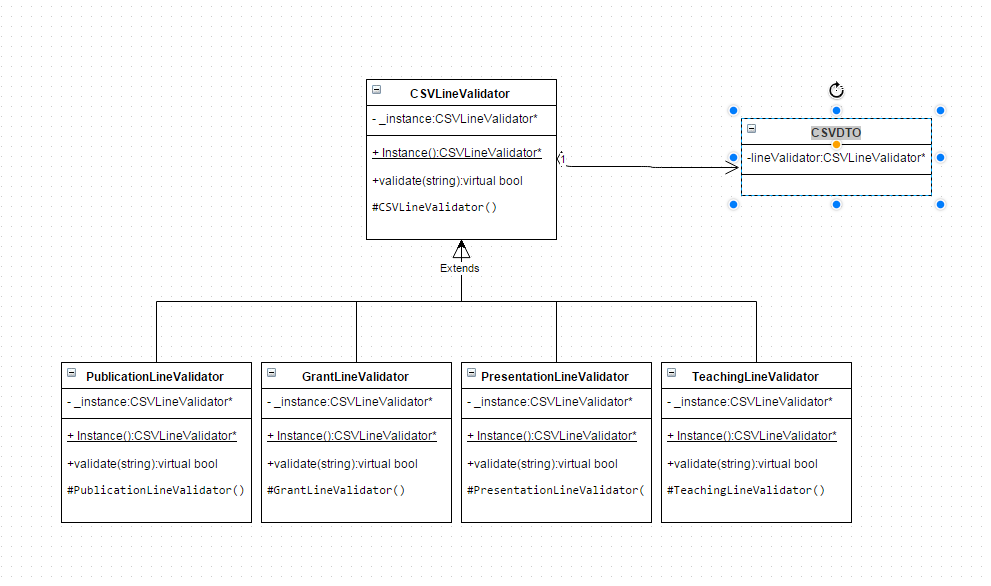 CSVLineValidator
- _instance:CSVLineValidator*
+ Instance():CSVLineValidator*
+validate(string):virtual bool
#CSVLineValidator()
1
CSVDTO
-lineValidator:CSVLineValidator*
Extends
PublicationLineValidator
- _instance:CSVLineValidator*
+ Instance():CSVLineValidator*
+validate(string):virtual bool
#PublicationLineValidator()
GrantLineValidator
- _instance:CSVLineValidator*
+ Instance():CSVLineValidator*
+validate(string):virtual bool
#GrantLineValidator()
PresentationLineValidator
- _instance:CSVLineValidator*
+ Instance():CSVLineValidator*
+validate(string):virtual bool
#PresentationLineValidator(
TeachingLineValidator
- _instance:CSVLineValidator*
+ Instance():CSVLineValidator*
+validate(string):virtual bool
#TeachingLineValidator()